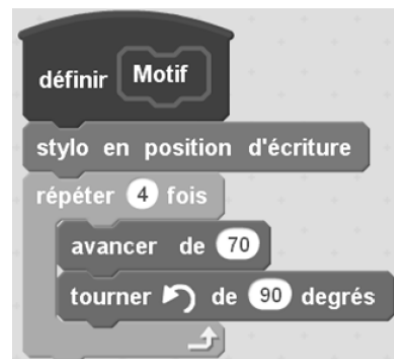 définir Motif
stylo en position d'écriture
répéter 4 fois
avancer de 70
tourner de 90 degrés